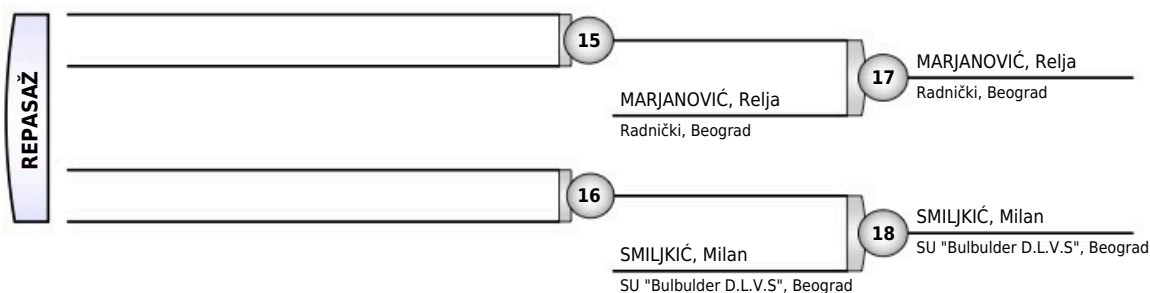 REPASAŽ
15
MARJANOVIĆ, Relja
Radnički, Beograd
17
MARJANOVIĆ, Relja
Radnički, Beograd
16
SMILJKIĆ, Milan
SU "Bulbulder D.L.V.S", Beograd
18
SMILJKIĆ, Milan
SU "Bulbulder D.L.V.S", Beograd